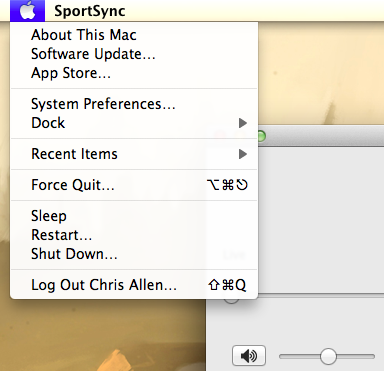 SportSync
About This Mac
Software Update...
App Store...
System Preferences...
Dock
Recent Items
Force Quit... ⌥⌘⎋
Sleep
Restart...
Shut Down...
Log Out Chris Allen... ⇧⌘Q
Live